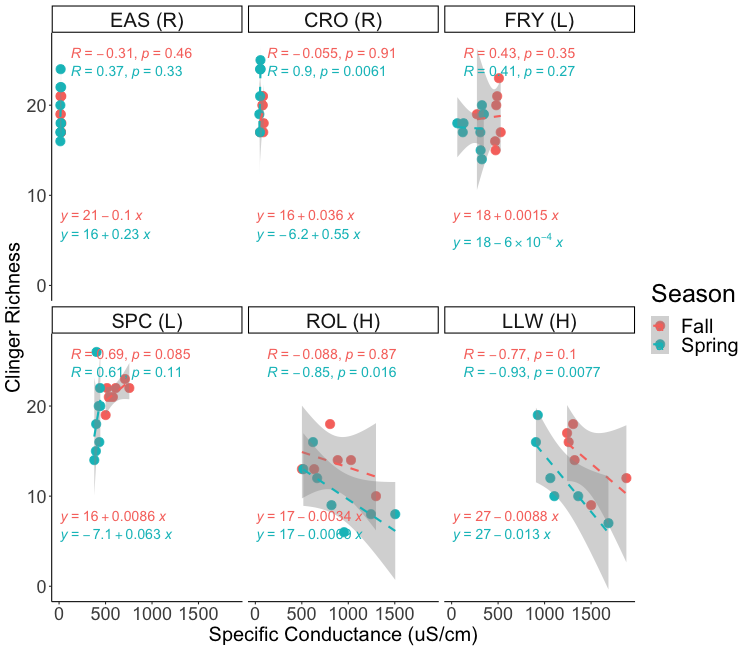 EAS (R) CRO (R) FRY (L)
R = −0.31, p = 0.46 R = −0.055, p = 0.91 R = 0.43, p = 0.35
R = 0.37, p = 0.33 R = 0.9, p = 0.0061 R = 0.41, p = 0.27
20
10
y = 21 − 0.1 x y = 16 + 0.036 x y = 18 + 0.0015 x
y = 16 + 0.23 x y = −6.2 + 0.55 x y = 18 − 6 × 10⁻⁴ x
0
Clinger Richness
SPC (L) ROL (H) LLW (H)
R = 0.69, p = 0.085 R = −0.088, p = 0.87 R = −0.77, p = 0.1
R = 0.61, p = 0.11 R = −0.85, p = 0.016 R = −0.93, p = 0.0077
20
10
y = 16 + 0.0086 x y = 17 − 0.0034 x y = 27 − 0.0088 x
y = −7.1 + 0.063 x y = 17 − x y = 27 − 0.013 x
0
0 500 1000 1500 0 500 1000 1500 0 500 1000 1500
Specific Conductance (uS/cm)
Season
Fall
Spring